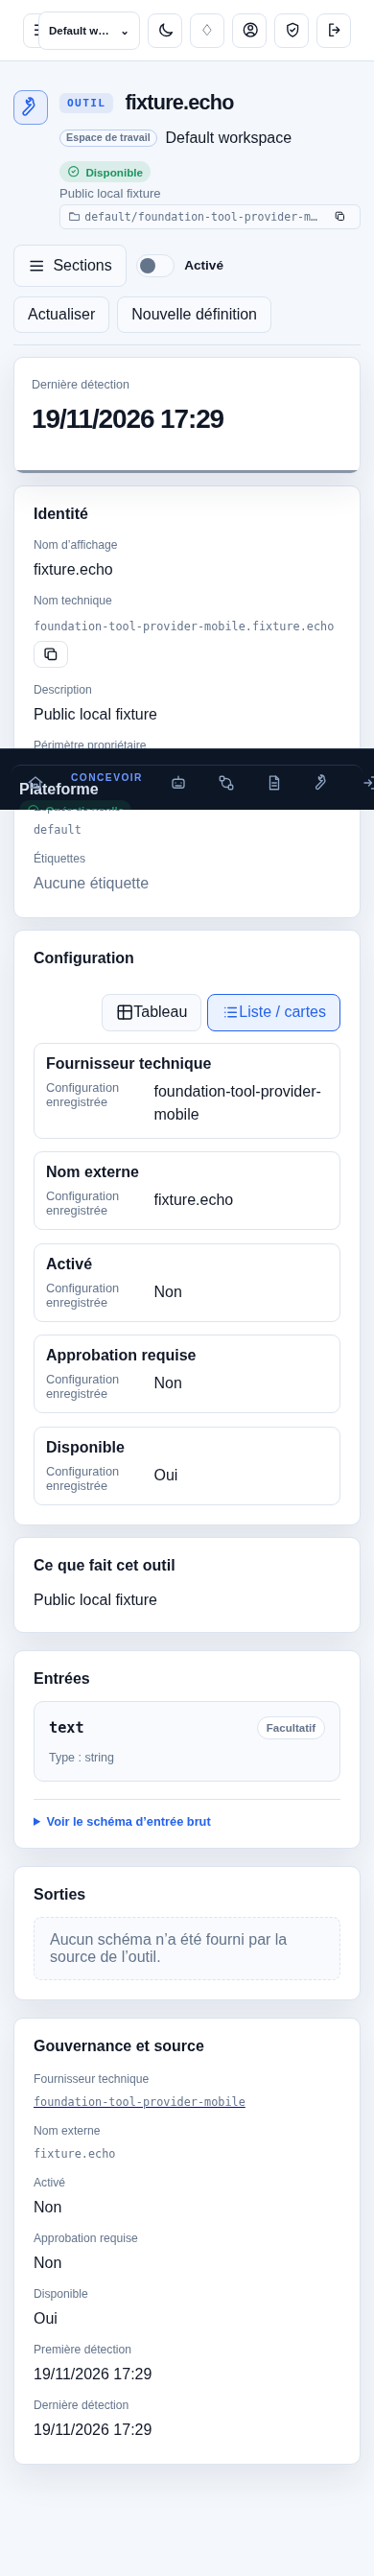 Default w…
OUTIL fixture.echo
Espace de travail Default workspace
Disponible
Public local fixture
default/foundation-tool-provider-m…
Sections Activé
Actualiser Nouvelle définition
Dernière détection
19/11/2026 17:29
Identité
Nom d’affichage
fixture.echo
Nom technique
foundation-tool-provider-mobile.fixture.echo
Description
Public local fixture
Périmètre propriétaire
CONCEVOIR
Plateforme
default
Étiquettes
Aucune étiquette
Configuration
Tableau Liste / cartes
Fournisseur technique
Configuration enregistrée
foundation-tool-provider-mobile
Nom externe
Configuration enregistrée
fixture.echo
Activé
Configuration enregistrée
Non
Approbation requise
Configuration enregistrée
Non
Disponible
Configuration enregistrée
Oui
Ce que fait cet outil
Public local fixture
Entrées
text Facultatif
Type : string
Voir le schéma d’entrée brut
Sorties
Aucun schéma n’a été fourni par la
source de l’outil.
Gouvernance et source
Fournisseur technique
foundation-tool-provider-mobile
Nom externe
fixture.echo
Activé
Non
Approbation requise
Non
Disponible
Oui
Première détection
19/11/2026 17:29
Dernière détection
19/11/2026 17:29